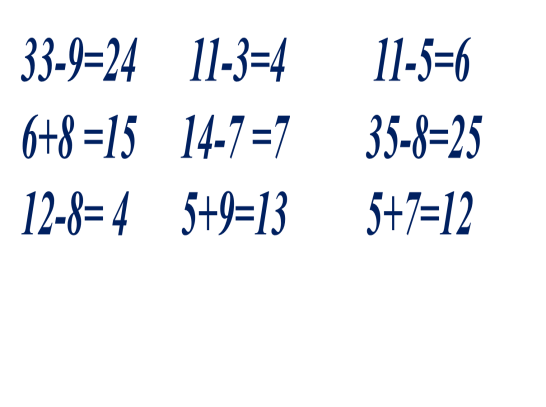 33-9=24 11-3=4 11-5=6
6+8 =15 14-7 =7 35-8=25
12-8= 4 5+9=13 5+7=12